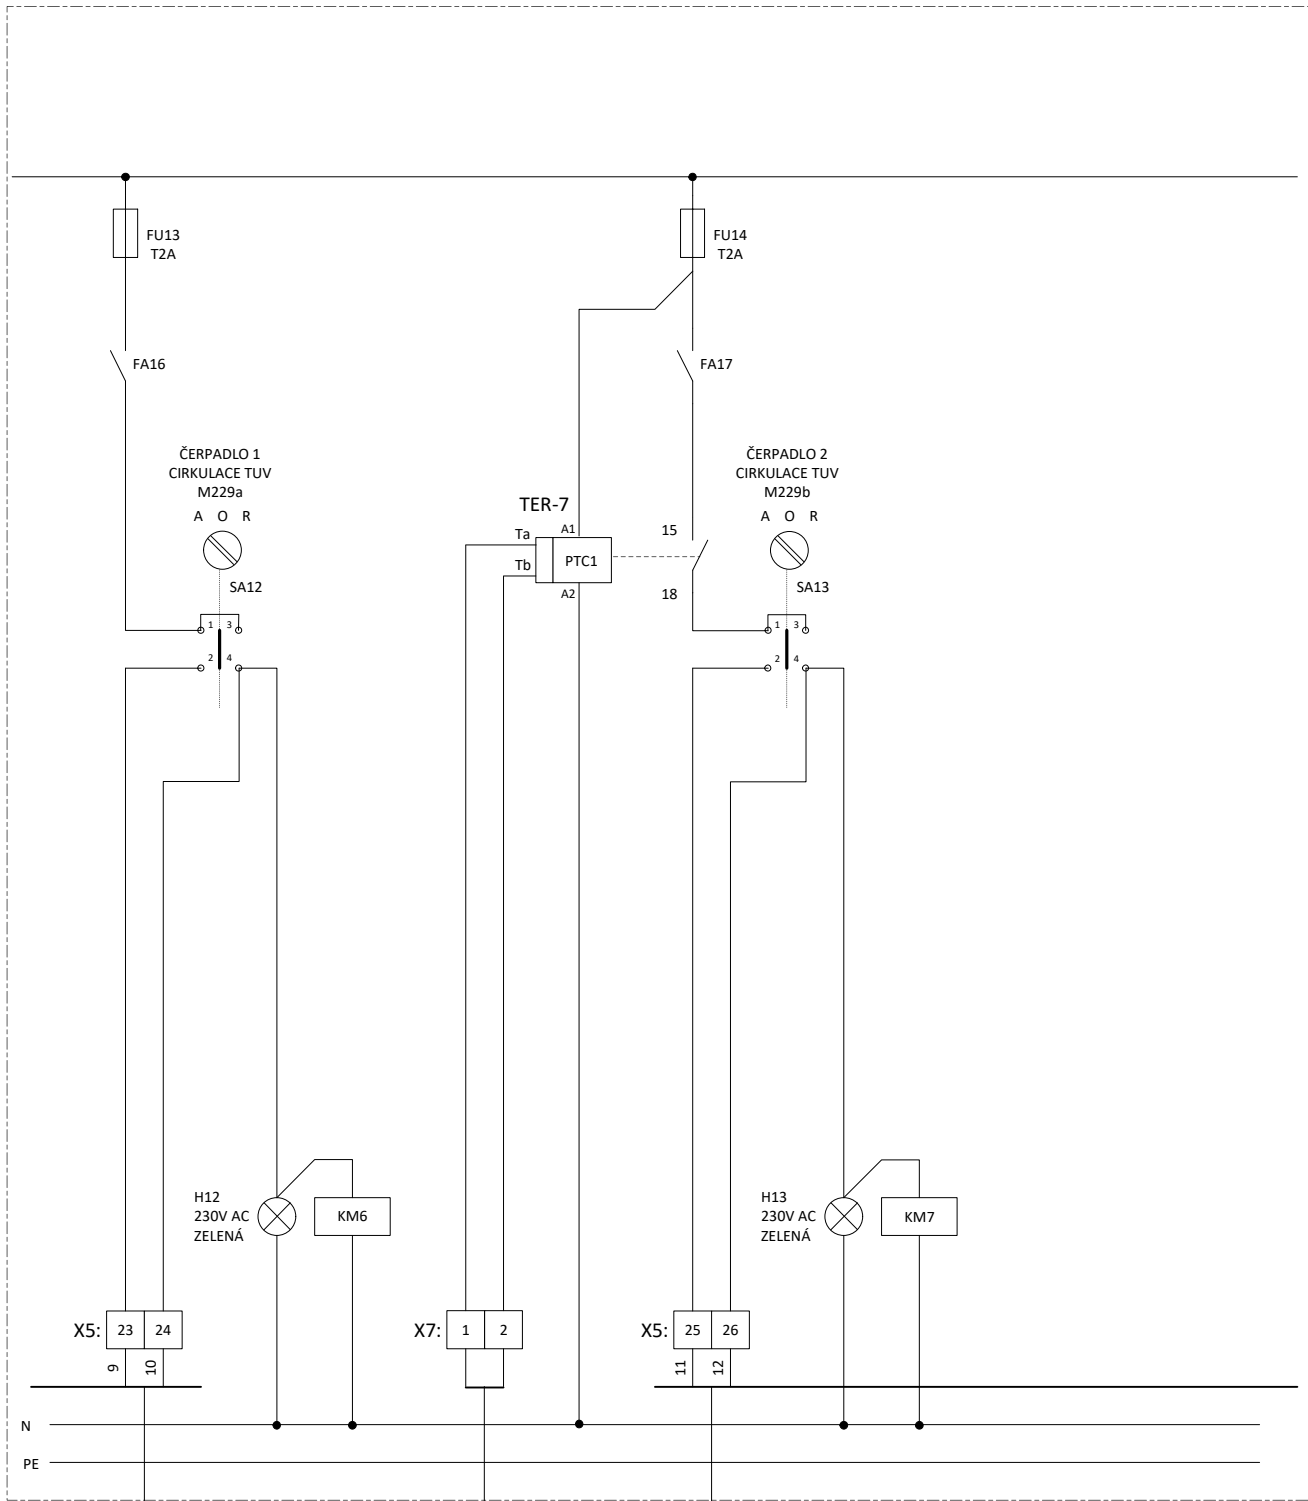 FU13
T2A
FU14
T2A
FA16
FA17
ČERPADLO 1
CIRKULACE TUV
M229a
A O R
SA12
1 3
2 4
TER-7
Ta
Tb
A1
PTC1
A2
15
18
ČERPADLO 2
CIRKULACE TUV
M229b
A O R
SA13
1 3
2 4
H12
230V AC
ZELENÁ
KM6
H13
230V AC
ZELENÁ
KM7
X5: 23 24
9 10
X7: 1 2
X5: 25 26
11 12
N
PE